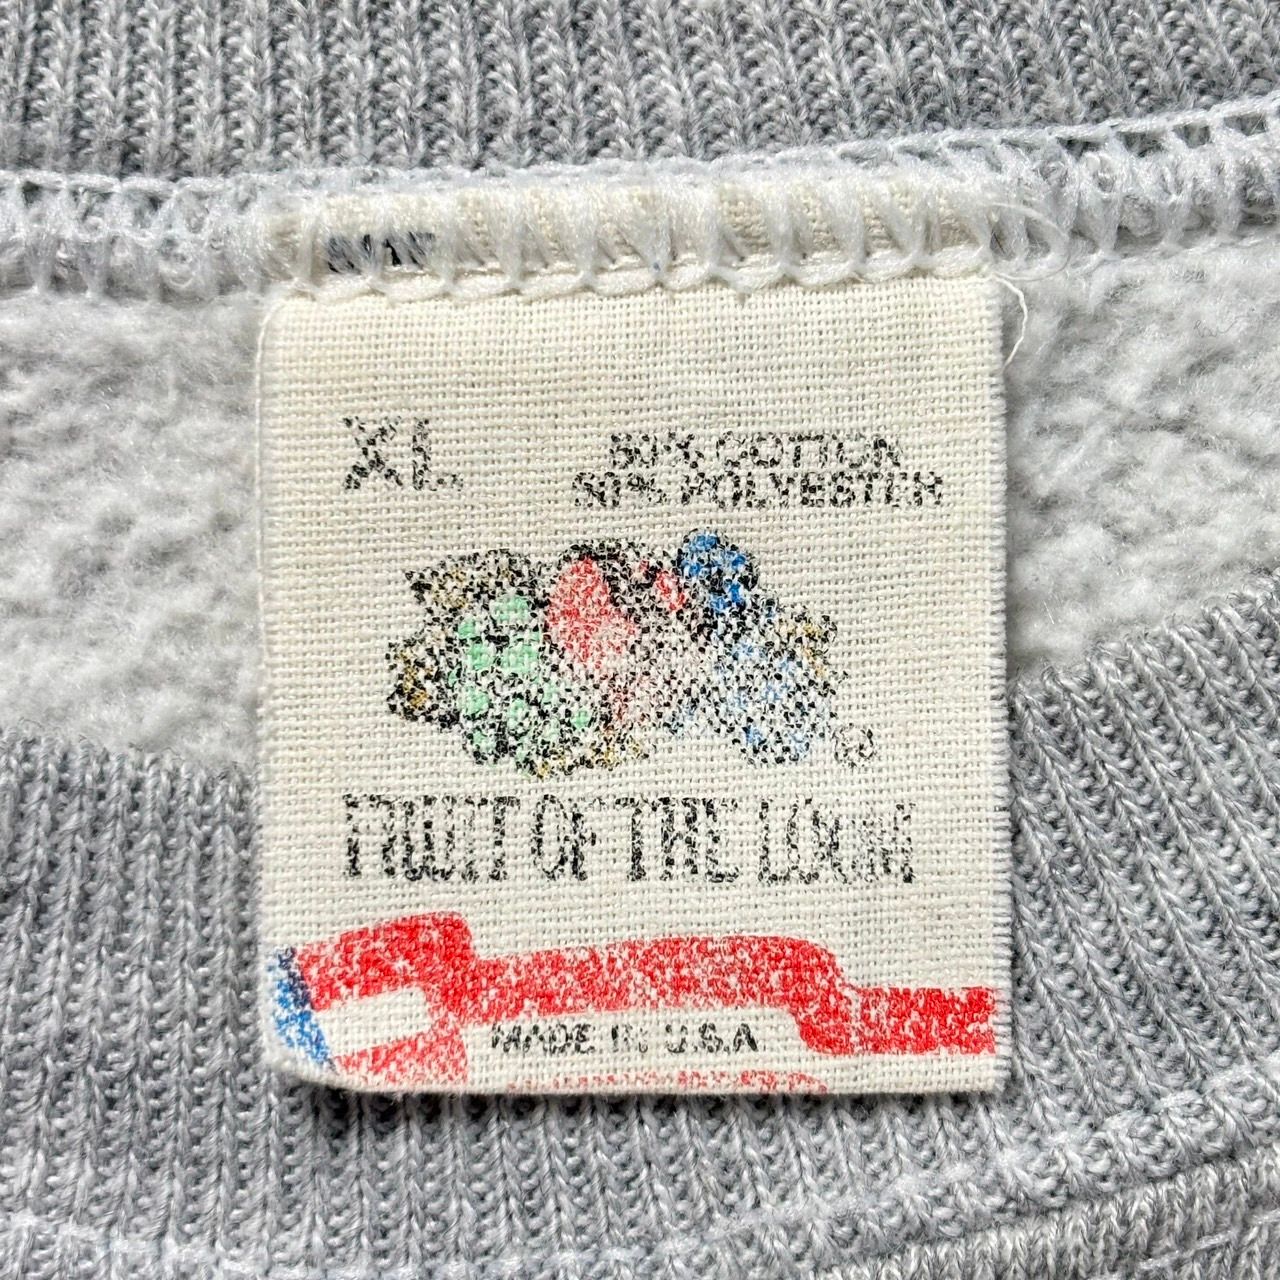 XL
50% COTTON
50% POLYESTER
®
FRUIT OF THE LOOM
MADE IN U.S.A